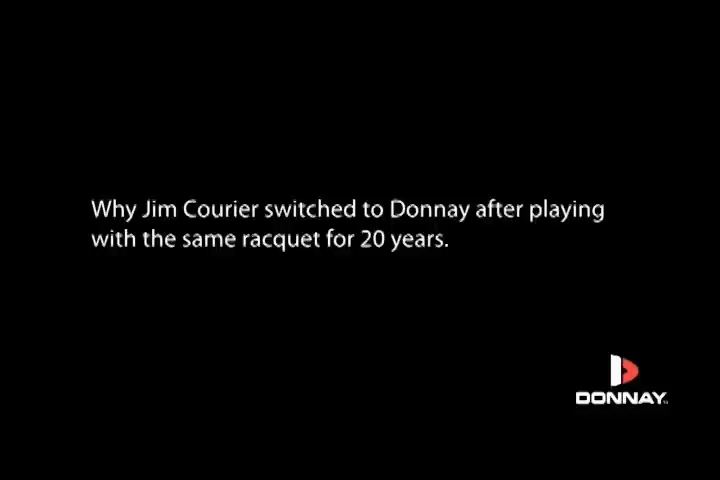 Why Jim Courier switched to Donnay after playing
with the same racquet for 20 years.
DONNAY